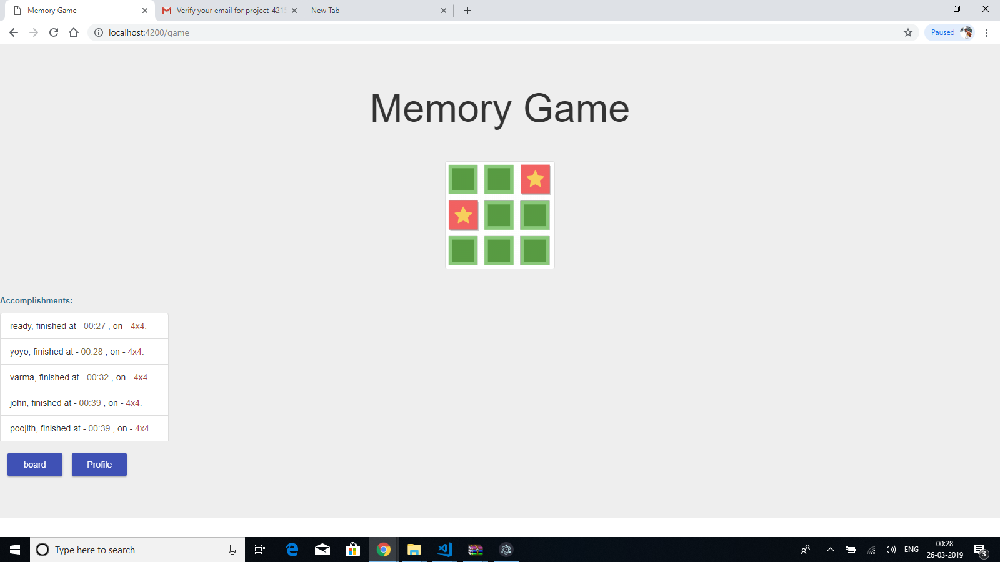 Memory Game
Verify your email for project-421
New Tab
localhost:4200/game
Paused
Memory Game
Accomplishments:
ready, finished at - 00:27 , on - 4x4.
yoyo, finished at - 00:28 , on - 4x4.
varma, finished at - 00:32 , on - 4x4.
john, finished at - 00:39 , on - 4x4.
poojith, finished at - 00:39 , on - 4x4.
board Profile
Type here to search
ENG
00:28
26-03-2019
3